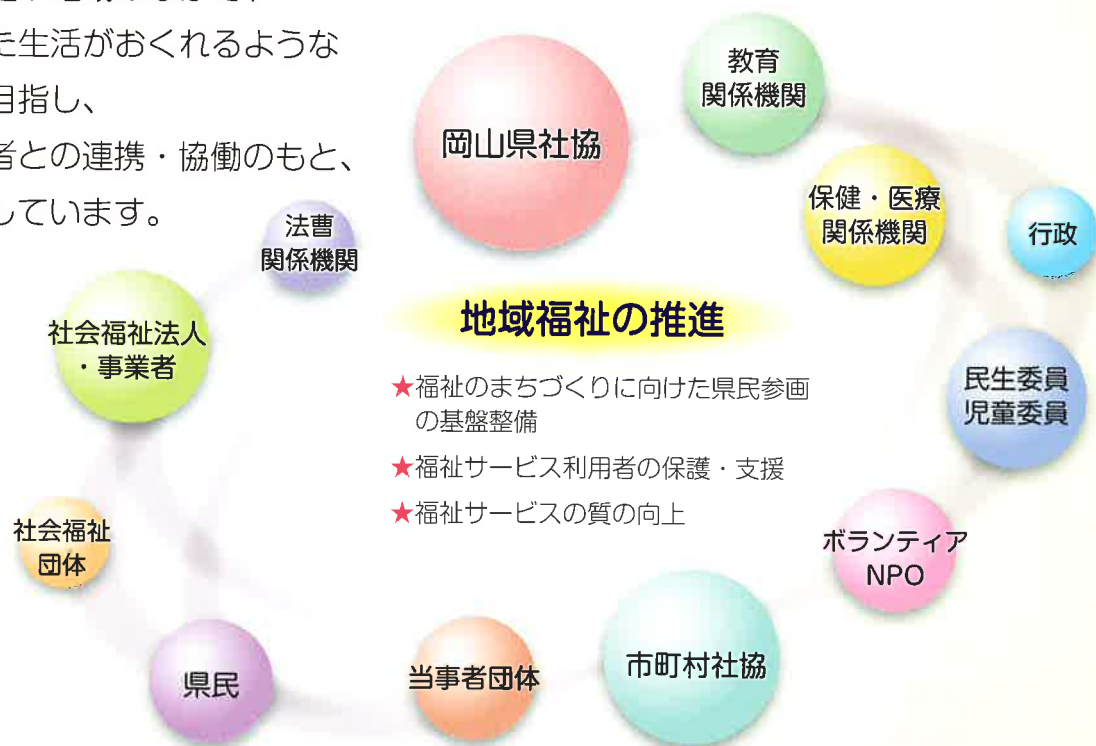 た生活がおくれるような
目指し、
者との連携・協働のもと、
しています。
岡山県社協
教育
関係機関
保健・医療
関係機関
行政
法曹
関係機関
社会福祉法人
・事業者
地域福祉の推進
★福祉のまちづくりに向けた県民参画
の基盤整備
★福祉サービス利用者の保護・支援
★福祉サービスの質の向上
民生委員
児童委員
社会福祉
団体
ボランティア
NPO
県民
当事者団体
市町村社協